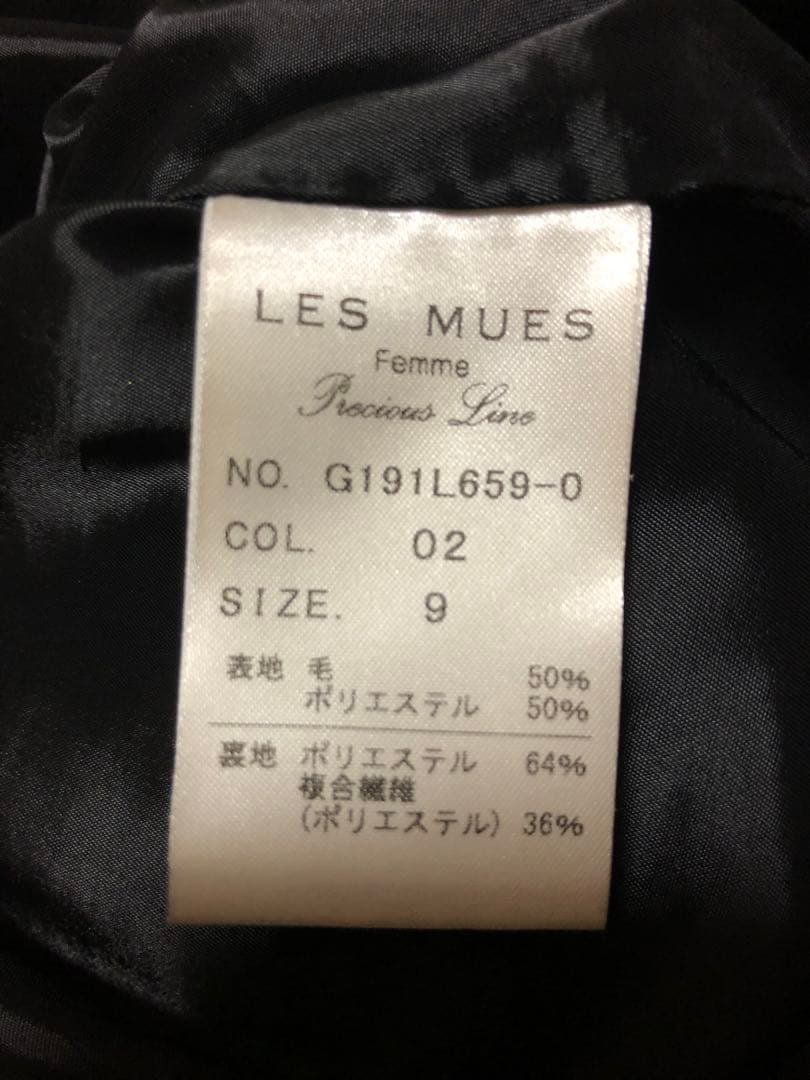 LES MUES
Femme
Precious Line
NO. G191L659-0
COL. 02
SIZE. 9
表地 毛 50%
ポリエステル 50%
裏地 ポリエステル 64%
複合繊維
(ポリエステル) 36%